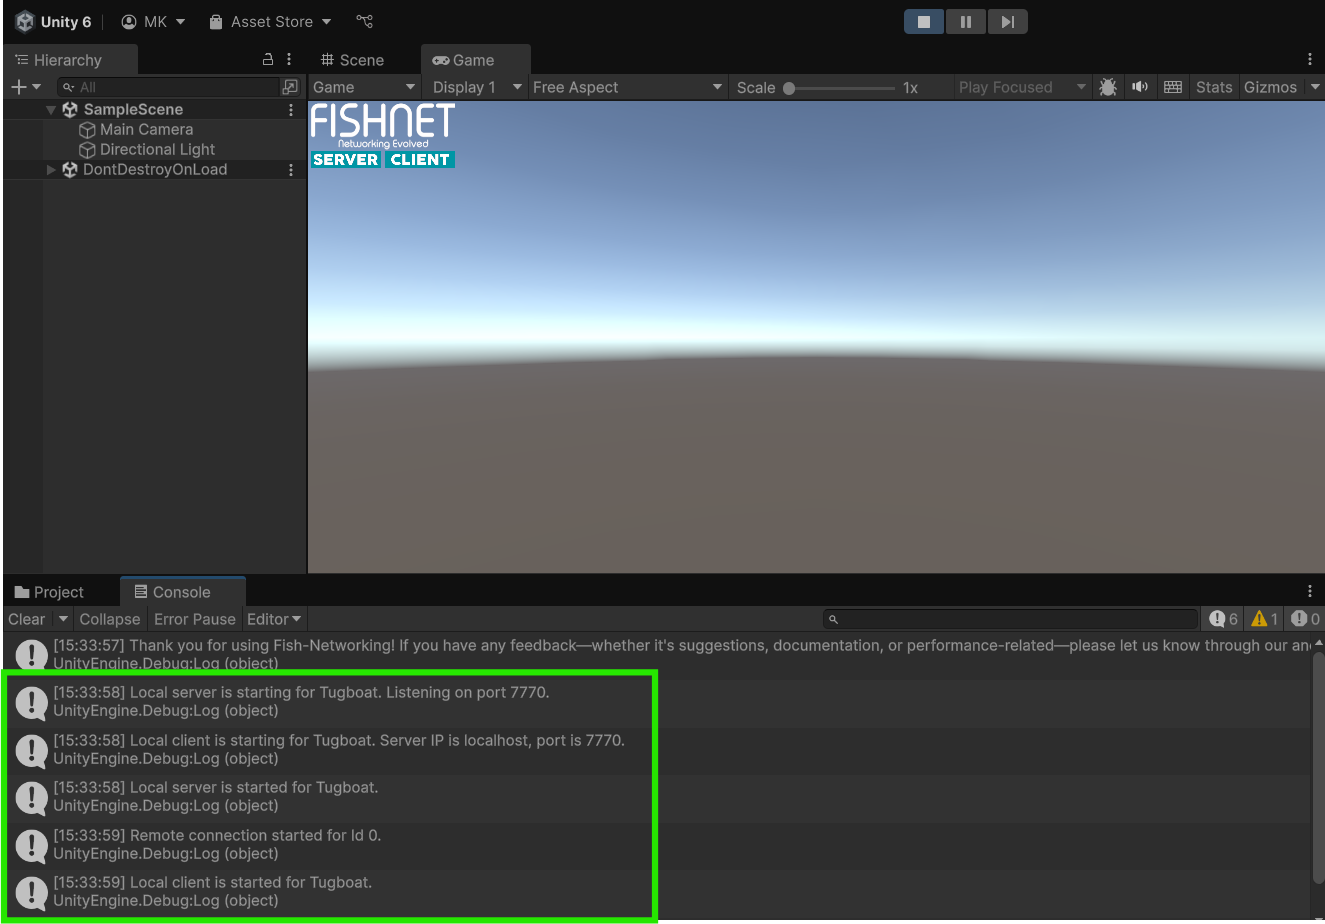 Unity 6 MK Asset Store
Hierarchy
Scene Game
All
Game Display 1 Free Aspect Scale 1x Play Focused Stats Gizmos
SampleScene
Main Camera
Directional Light
DontDestroyOnLoad
FISHNET
Networking Evolved
SERVER CLIENT
Project Console
Clear Collapse Error Pause Editor 6 1 0
[15:33:57] Thank you for using Fish-Networking! If you have any feedback—whether it's suggestions, documentation, or performance-related—please let us know through our
UnityEngine.Debug:Log (object)
[15:33:58] Local server is starting for Tugboat. Listening on port 7770.
UnityEngine.Debug:Log (object)
[15:33:58] Local client is starting for Tugboat. Server IP is localhost, port is 7770.
UnityEngine.Debug:Log (object)
[15:33:58] Local server is started for Tugboat.
UnityEngine.Debug:Log (object)
[15:33:59] Remote connection started for Id 0.
UnityEngine.Debug:Log (object)
[15:33:59] Local client is started for Tugboat.
UnityEngine.Debug:Log (object)